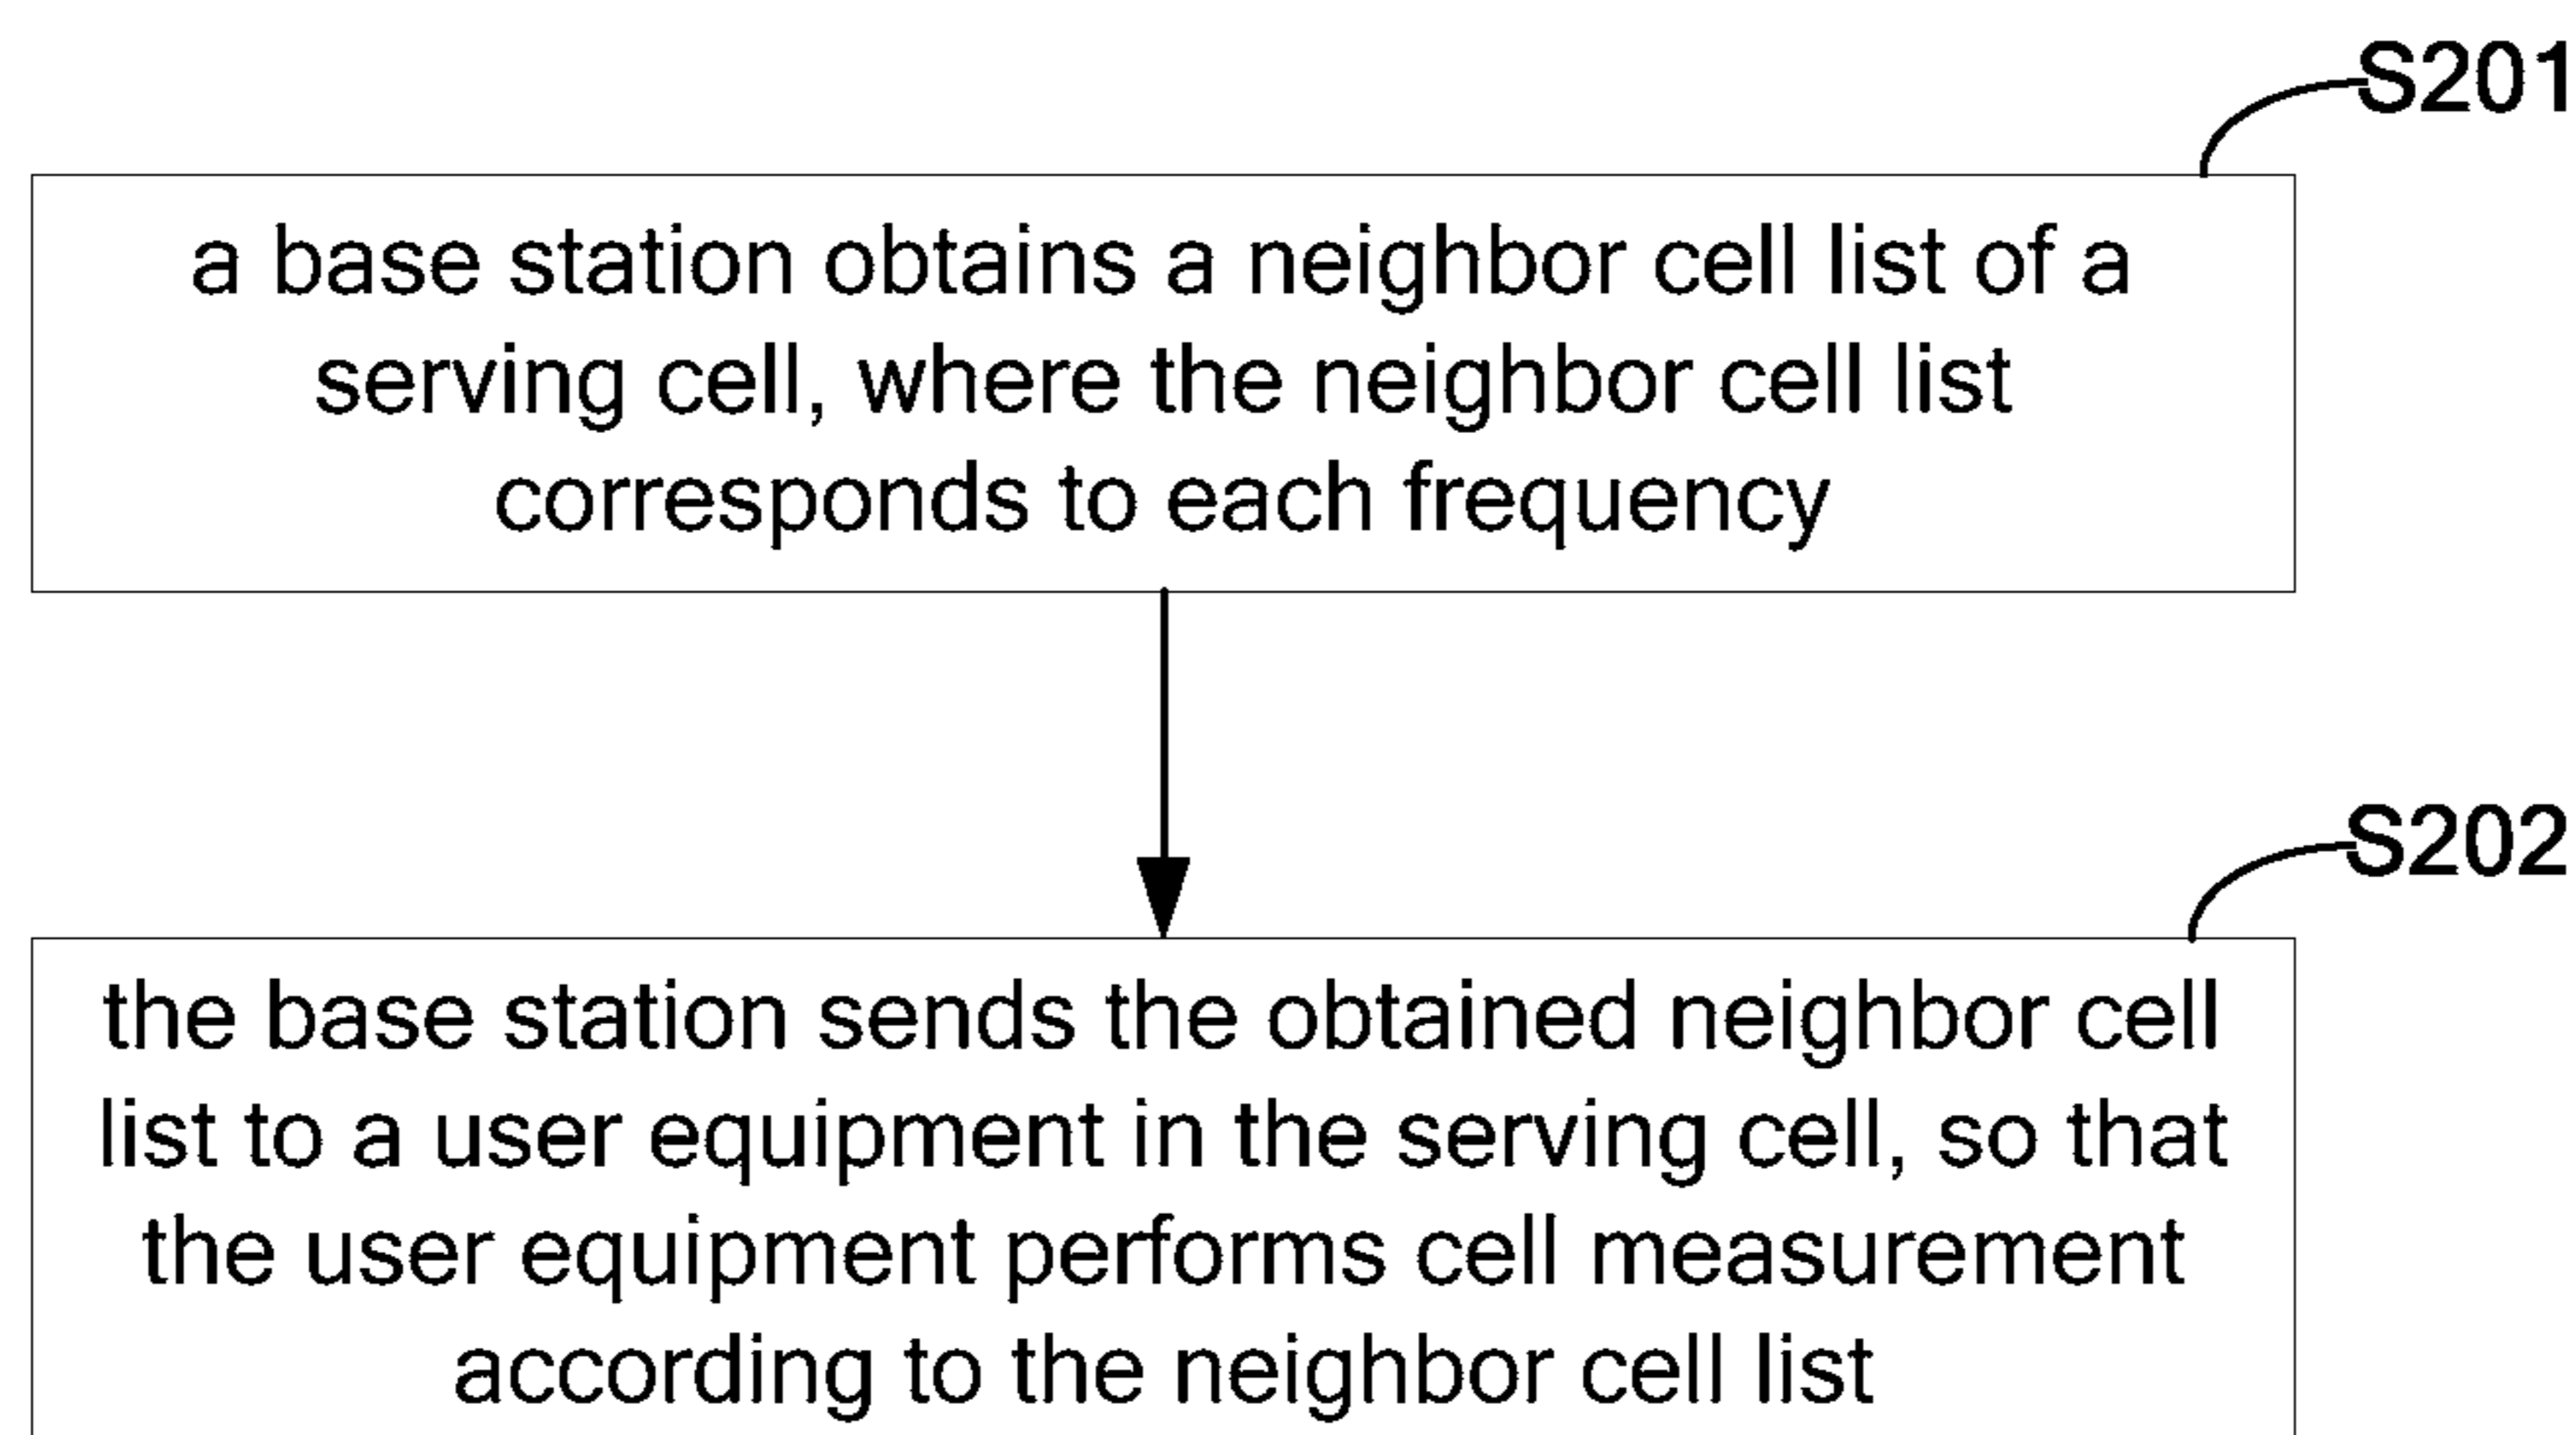 S201
a base station obtains a neighbor cell list of a
serving cell, where the neighbor cell list
corresponds to each frequency
S202
the base station sends the obtained neighbor cell
list to a user equipment in the serving cell, so that
the user equipment performs cell measurement
according to the neighbor cell list